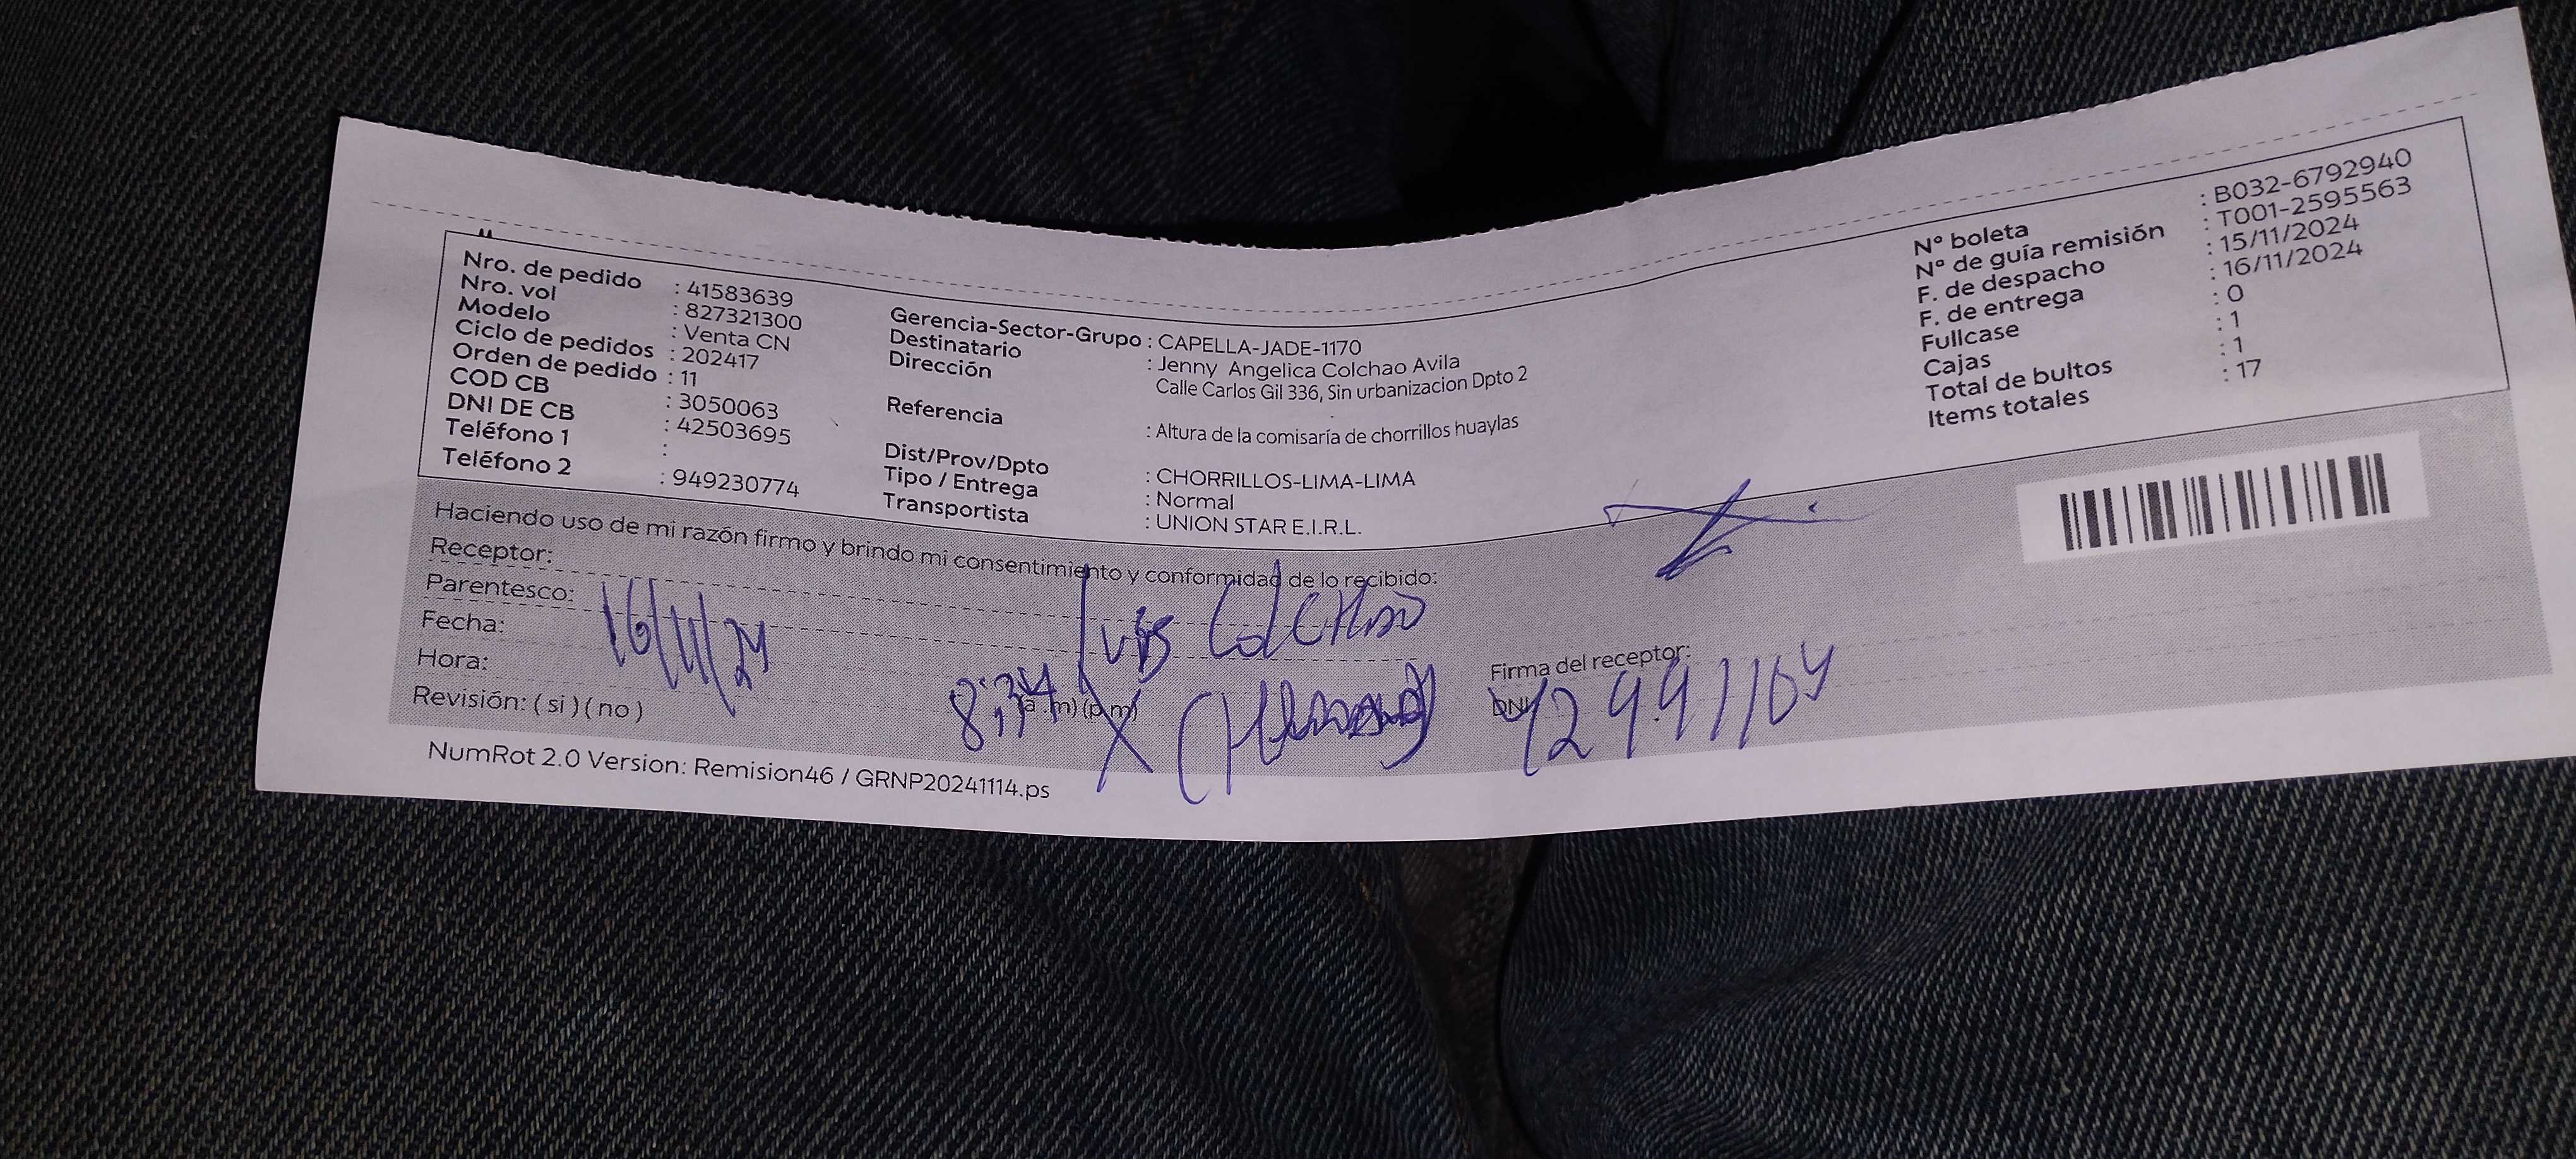 Nro. de pedido : 41583639
Nro. vol : 827321300
Modelo : Venta CN
Ciclo de pedidos : 202417
Orden de pedido : 11
COD CB : 3050063
DNI DE CB : 42503695
Teléfono 1 :
Teléfono 2 : 949230774
Gerencia-Sector-Grupo : CAPELLA-JADE-1170
Destinatario : Jenny Angelica Colchao Avila
Dirección Calle Carlos Gil 336, Sin urbanizacion Dpto 2
Referencia : Altura de la comisaría de chorrillos huaylas
Dist/Prov/Dpto : CHORRILLOS-LIMA-LIMA
Tipo / Entrega : Normal
Transportista : UNION STAR E.I.R.L.
N° boleta : B032-6792940
N° de guía remisión : T001-2595563
F. de despacho : 15/11/2024
F. de entrega : 16/11/2024
Fullcase : 0
Cajas : 1
Total de bultos : 1
Items totales : 17
Haciendo uso de mi razón firmo y brindo mi consentimiento y conformidad de lo recibido:
Receptor: Luis Colchao
Parentesco:
Fecha: 16/11/24
Hora: 8:34 (a.m) (p.m)
Revisión: ( si ) ( no )
Firma del receptor:
DNI
NumRot 2.0 Version: Remision46 / GRNP20241114.ps